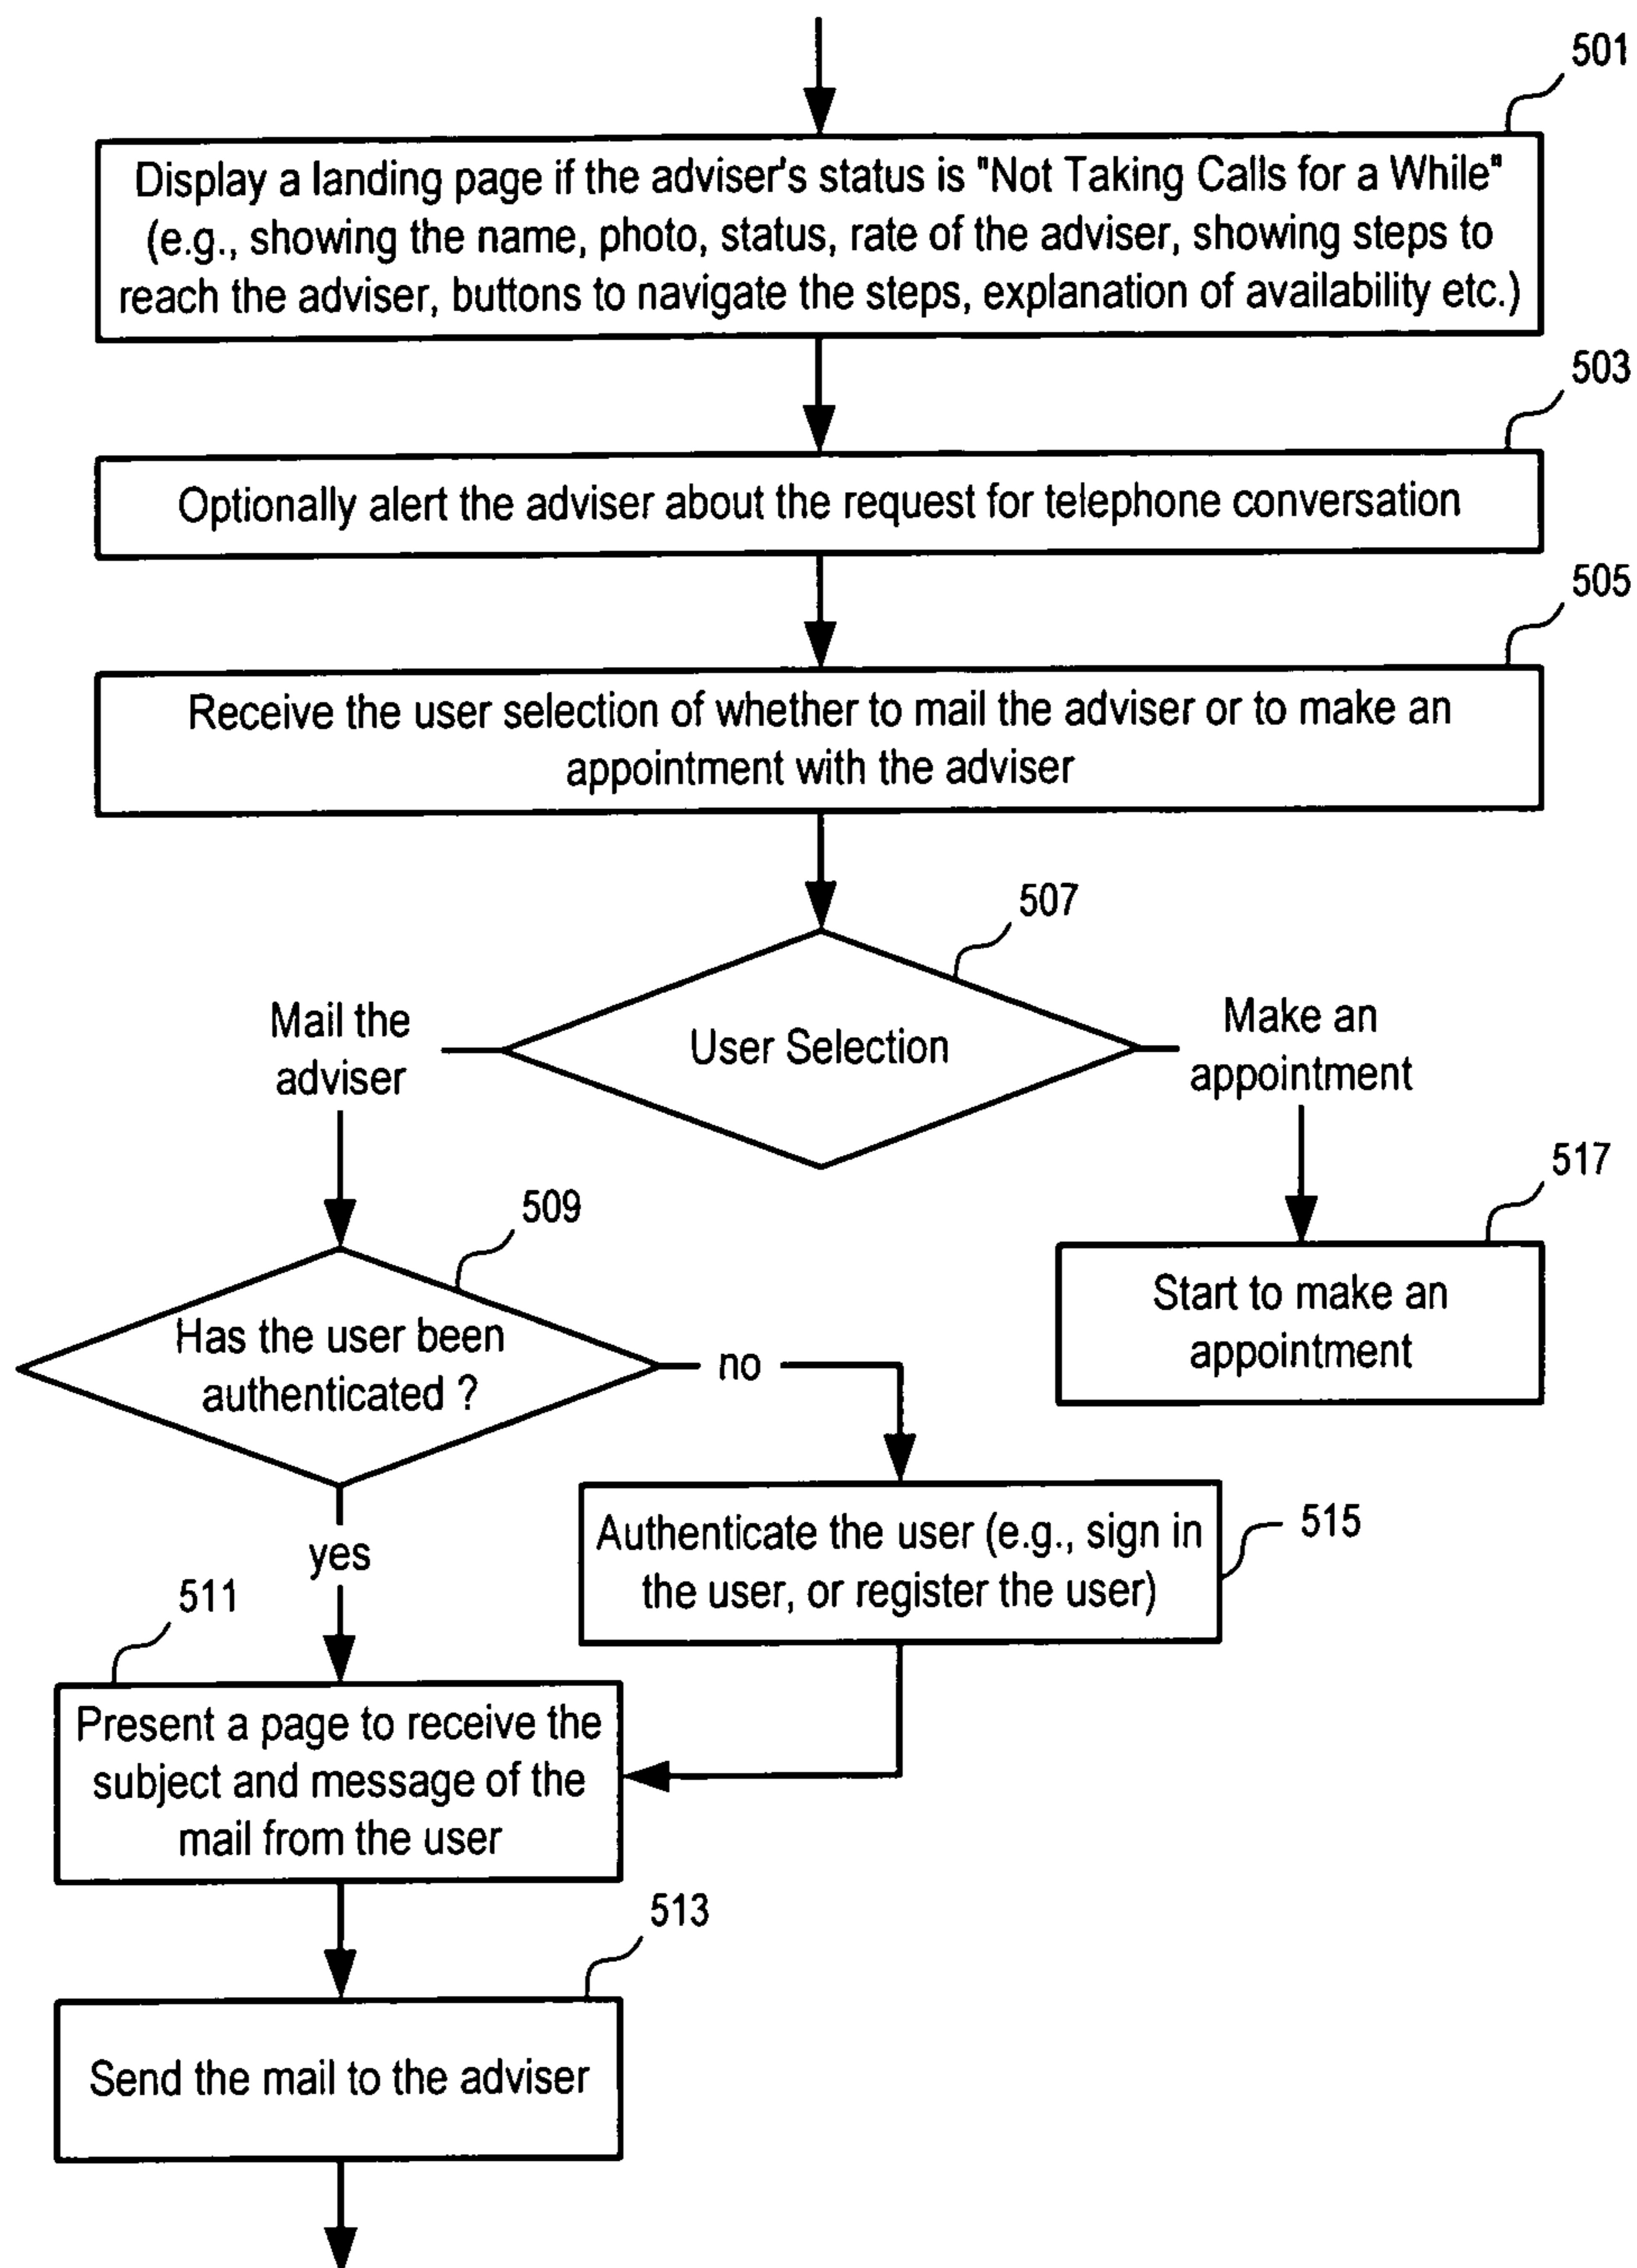 501
Display a landing page if the adviser's status is "Not Taking Calls for a While"
(e.g., showing the name, photo, status, rate of the adviser, showing steps to
reach the adviser, buttons to navigate the steps, explanation of availability etc.)
503
Optionally alert the adviser about the request for telephone conversation
505
Receive the user selection of whether to mail the adviser or to make an
appointment with the adviser
507
User Selection
Mail the
adviser
Make an
appointment
517
Start to make an
appointment
509
Has the user been
authenticated ?
no
yes
Authenticate the user (e.g., sign in
the user, or register the user)
515
511
Present a page to receive the
subject and message of the
mail from the user
513
Send the mail to the adviser